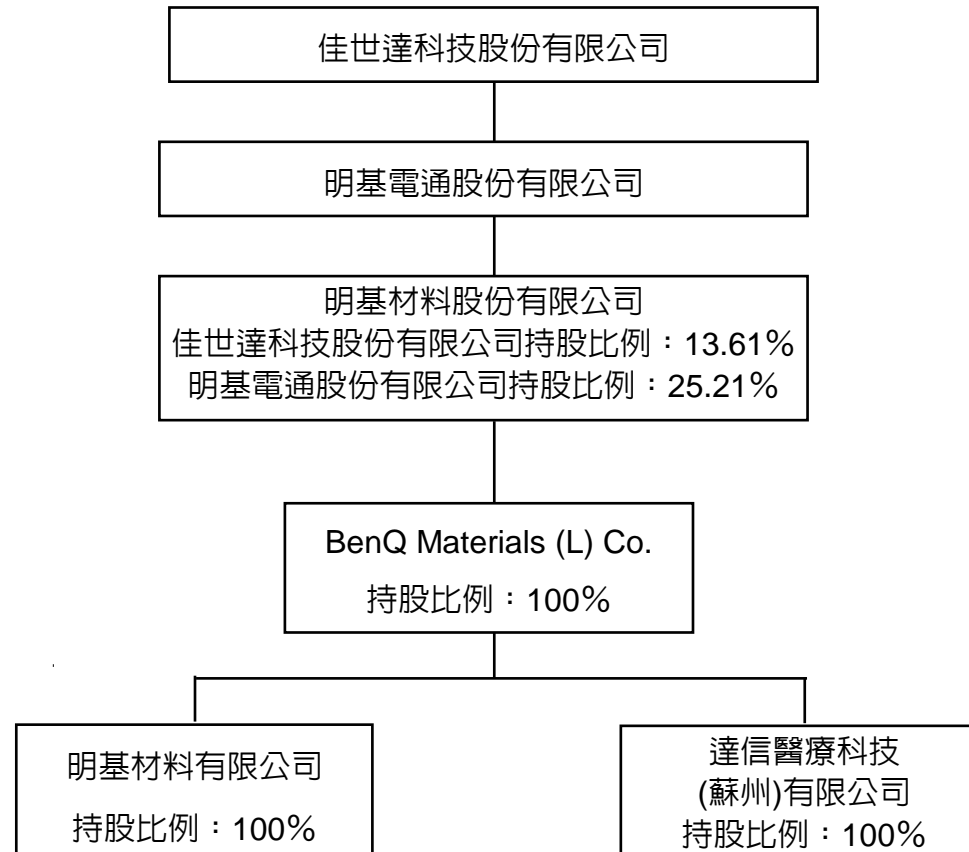 佳世達科技股份有限公司
明基電通股份有限公司
明基材料股份有限公司
佳世達科技股份有限公司持股比例：13.61%
明基電通股份有限公司持股比例：25.21%
BenQ Materials (L) Co.
持股比例：100%
明基材料有限公司
持股比例：100%
達信醫療科技
(蘇州)有限公司
持股比例：100%